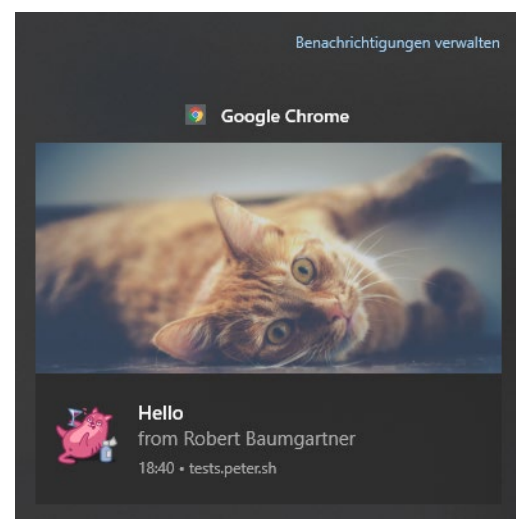 Benachrichtigungen verwalten
Google Chrome
Hello
from Robert Baumgartner
18:40 • tests.peter.sh